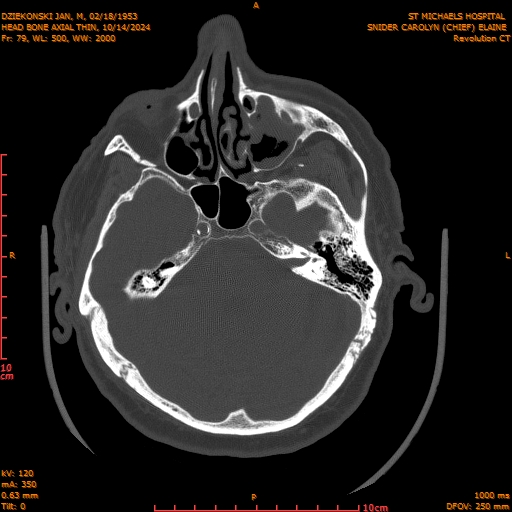 DZIEKONSKI JAN, M, 02/18/1953
HEAD BONE AXIAL THIN, 10/14/2024
Fr: 79, WL: 500, WW: 2000
A
ST MICHAELS HOSPITAL
SNIDER CAROLYN (CHIEF) ELAINE
Revolution CT
R
L
10
cm
kV: 120
mA: 350
0.63 mm
Tilt: 0
P
10cm
1000 ms
DFOV: 250 mm